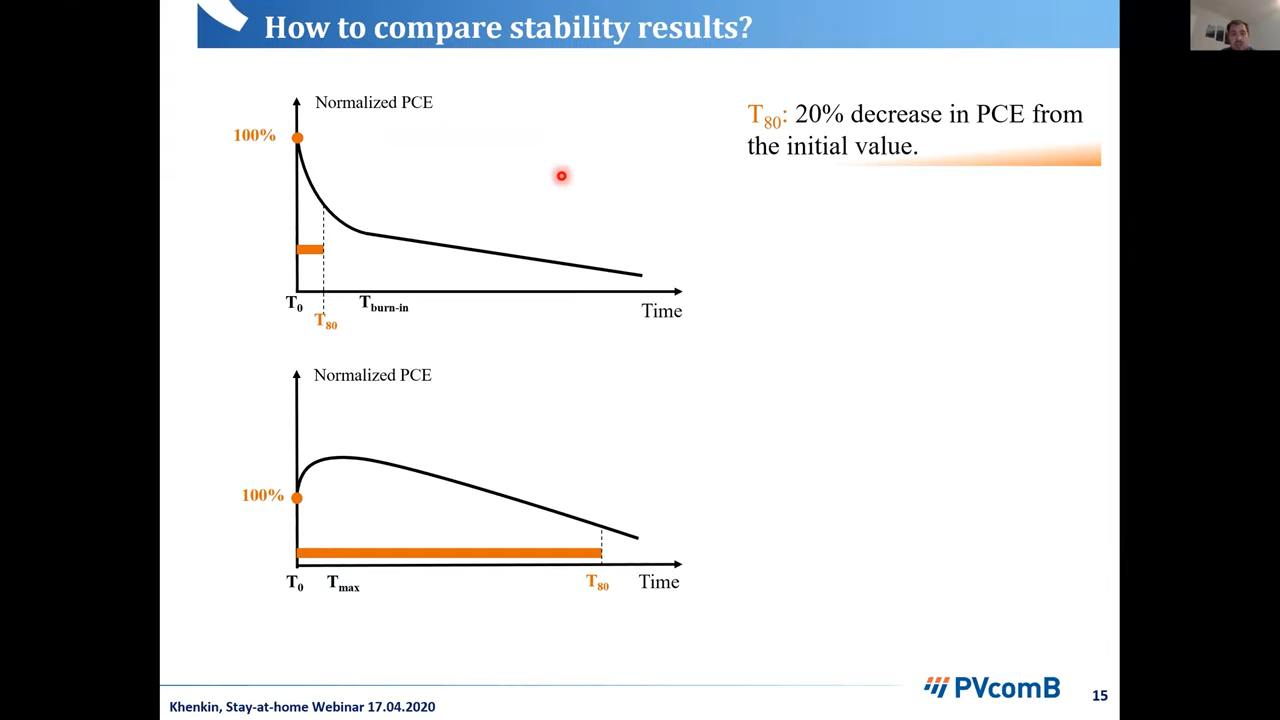 How to compare stability results?
Normalized PCE
100%
T0
T80
Tburn-in
Time
T80: 20% decrease in PCE from
the initial value.
Normalized PCE
100%
T0
Tmax
T80
Time
PVcomB
15
Khenkin, Stay-at-home Webinar 17.04.2020